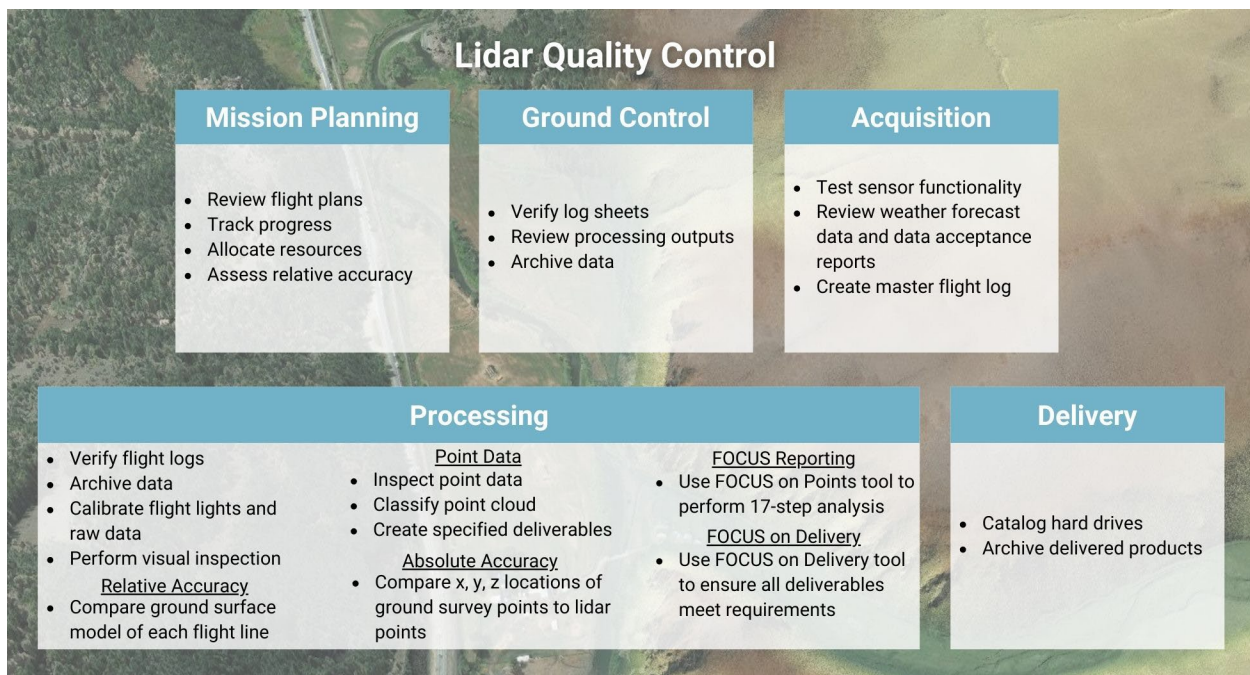 Lidar Quality Control
Mission Planning
• Review flight plans
• Track progress
• Allocate resources
• Assess relative accuracy
Ground Control
• Verify log sheets
• Review processing outputs
• Archive data
Acquisition
• Test sensor functionality
• Review weather forecast
data and data acceptance
reports
• Create master flight log
Processing
• Verify flight logs
• Archive data
• Calibrate flight lights and
raw data
• Perform visual inspection
Relative Accuracy
• Compare ground surface
model of each flight line
Point Data
• Inspect point data
• Classify point cloud
• Create specified deliverables
Absolute Accuracy
• Compare x, y, z locations of
ground survey points to lidar
points
FOCUS Reporting
• Use FOCUS on Points tool to
perform 17-step analysis
FOCUS on Delivery
• Use FOCUS on Delivery tool
to ensure all deliverables
meet requirements
Delivery
• Catalog hard drives
• Archive delivered products